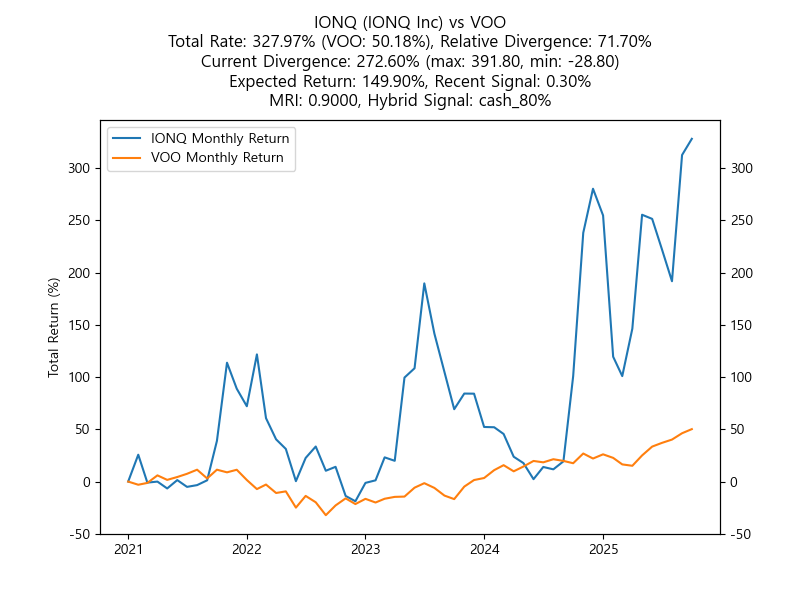 IONQ (IONQ Inc) vs VOO
Total Rate: 327.97% (VOO: 50.18%), Relative Divergence: 71.70%
Current Divergence: 272.60% (max: 391.80, min: -28.80)
Expected Return: 149.90%, Recent Signal: 0.30%
MRI: 0.9000, Hybrid Signal: cash_80%
IONQ Monthly Return
VOO Monthly Return
Total Return (%)
300
250
200
150
100
50
0
-50
300
250
200
150
100
50
0
-50
2021
2022
2023
2024
2025